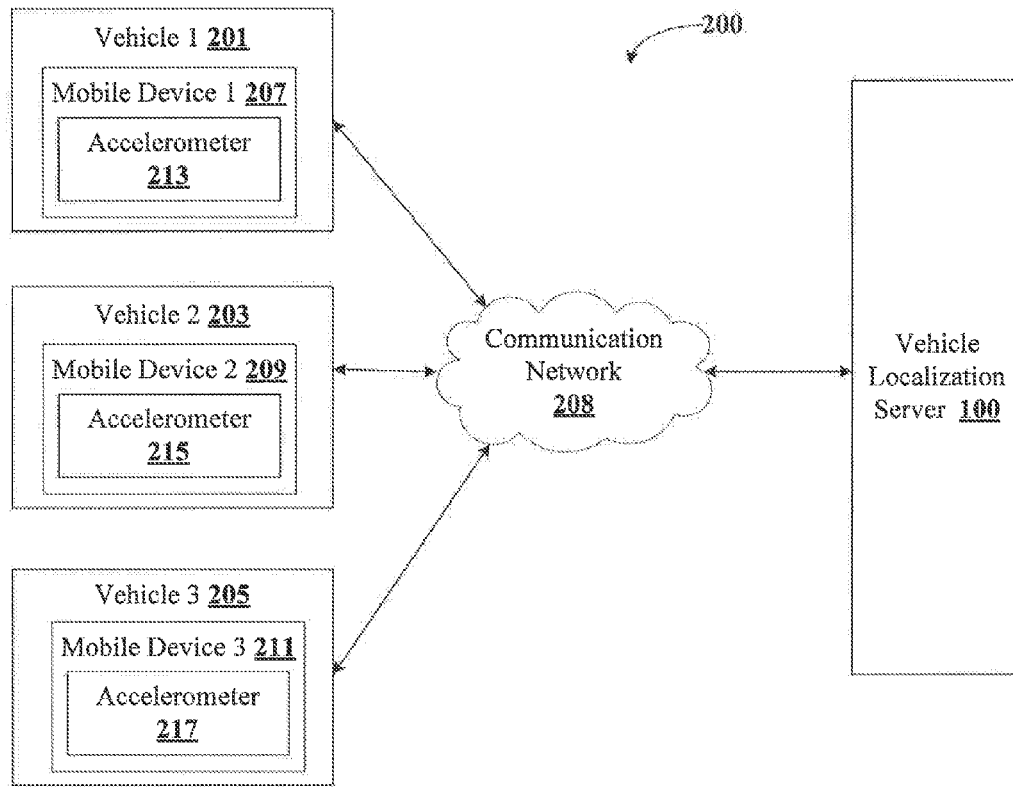 200
Vehicle 1 201
Mobile Device 1 207
Accelerometer
213
Vehicle 2 203
Mobile Device 2 209
Accelerometer
215
Vehicle 3 205
Mobile Device 3 211
Accelerometer
217
Communication
Network
208
Vehicle
Localization
Server 100